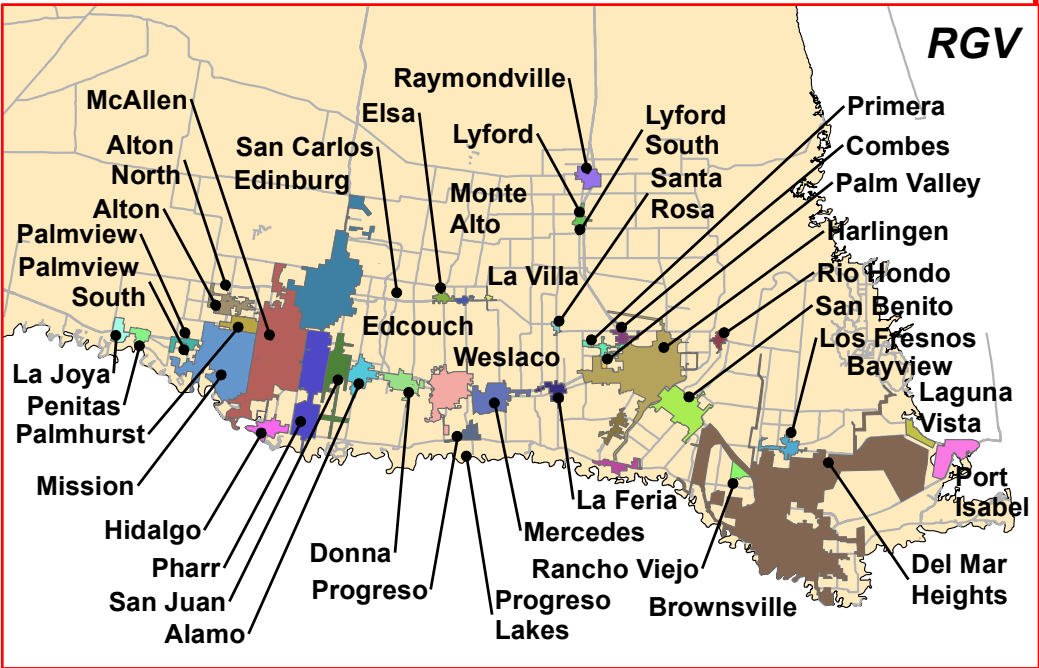 RGV
Raymondville
McAllen
Elsa
Primera
Lyford
Lyford
South
Combes
Alton
North
San Carlos
Edinburg
Santa
Rosa
Palm Valley
Monte
Alto
Alton
Palmview
Harlingen
Palmview
South
La Villa
Rio Hondo
San Benito
Edcouch
Los Fresnos
Weslaco
Bayview
La Joya
Laguna
Vista
Penitas
Palmhurst
Port
Isabel
Mission
La Feria
Hidalgo
Mercedes
Donna
Pharr
Rancho Viejo
Del Mar
Heights
Progreso
San Juan
Progreso
Lakes
Brownsville
Alamo